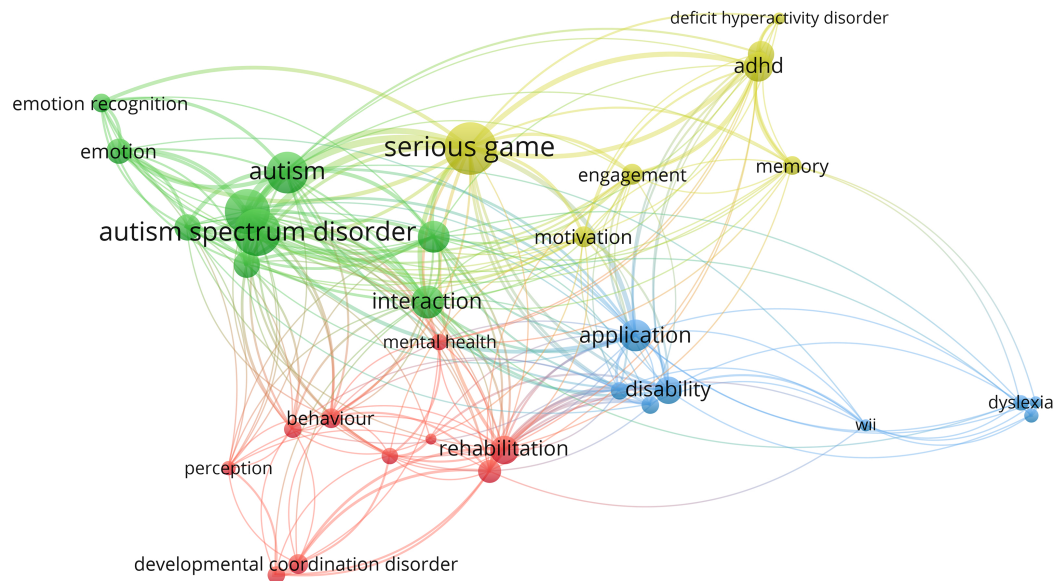 deficit hyperactivity disorder
adhd
emotion recognition
serious game
emotion
autism
engagement
memory
autism spectrum disorder
motivation
interaction
application
mental health
disability
dyslexia
behaviour
wii
rehabilitation
perception
developmental coordination disorder